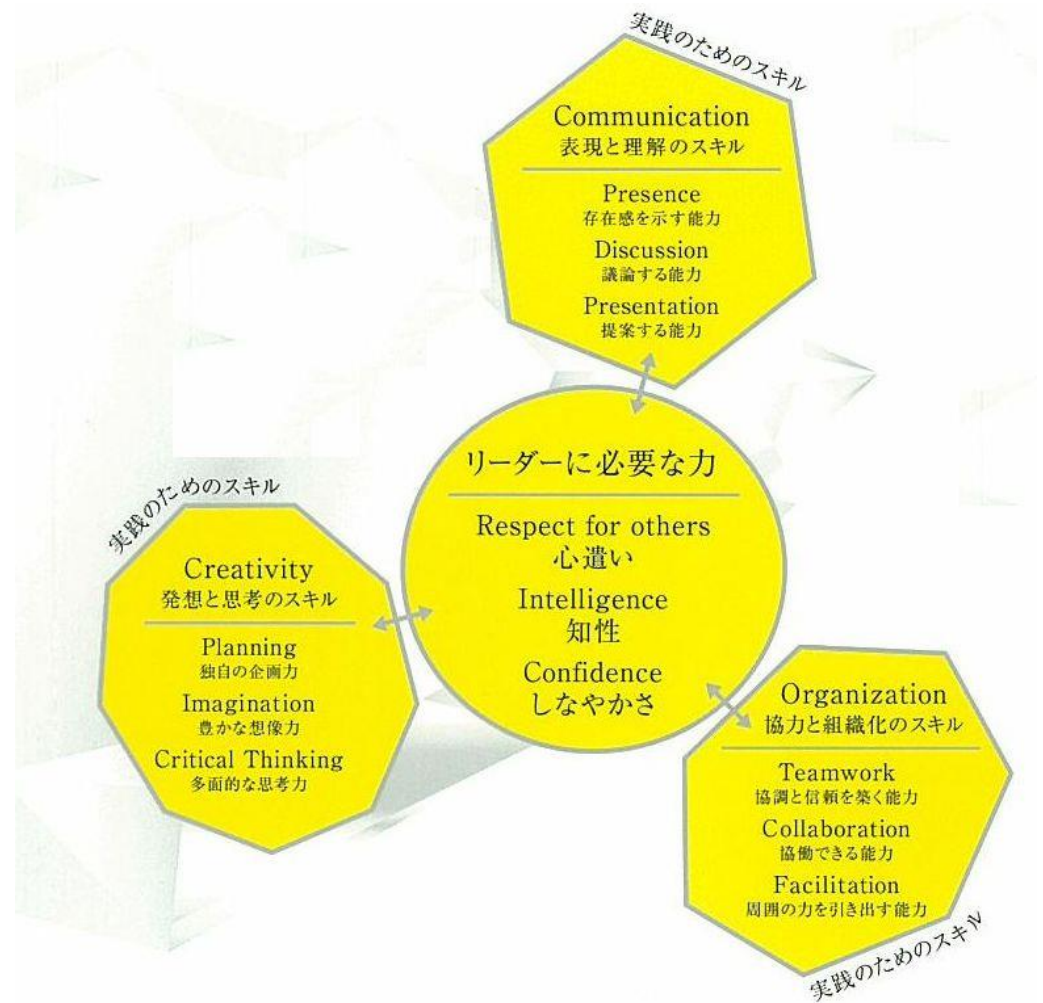 実践のためのスキル
Communication
表現と理解のスキル
Presence
存在感を示す能力
Discussion
議論する能力
Presentation
提案する能力
リーダーに必要な力
Respect for others
心遣い
Intelligence
知性
Confidence
しなやかさ
実践のためのスキル
Creativity
発想と思考のスキル
Planning
独自の企画力
Imagination
豊かな想像力
Critical Thinking
多面的な思考力
Organization
協力と組織化のスキル
Teamwork
協調と信頼を築く能力
Collaboration
協働できる能力
Facilitation
周囲の力を引き出す能力
実践のためのスキル